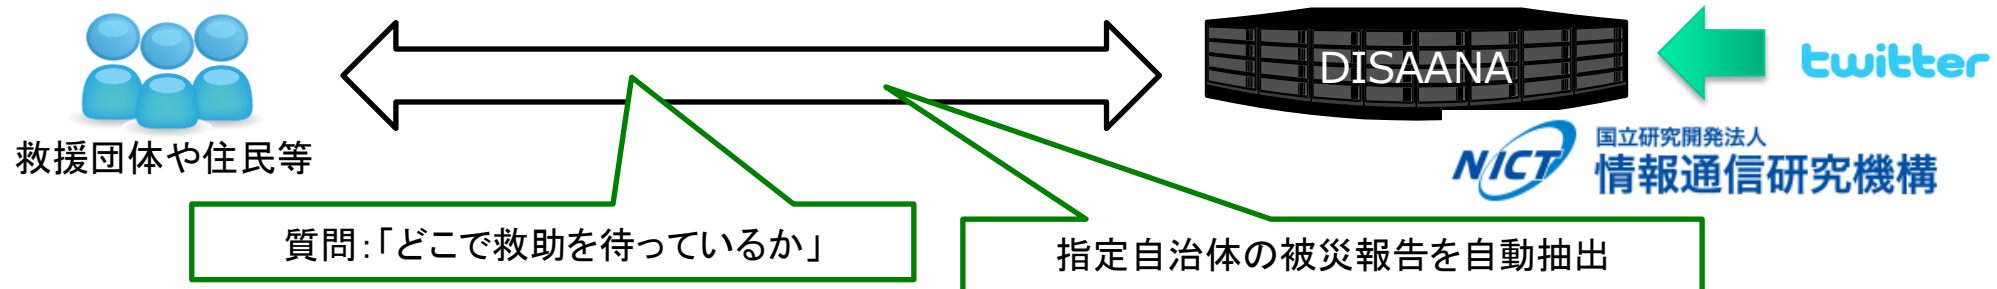 DISAANA
twitter
救援団体や住民等
NICT
国立研究開発法人
情報通信研究機構
質問：「どこで救助を待っているか」
指定自治体の被災報告を自動抽出